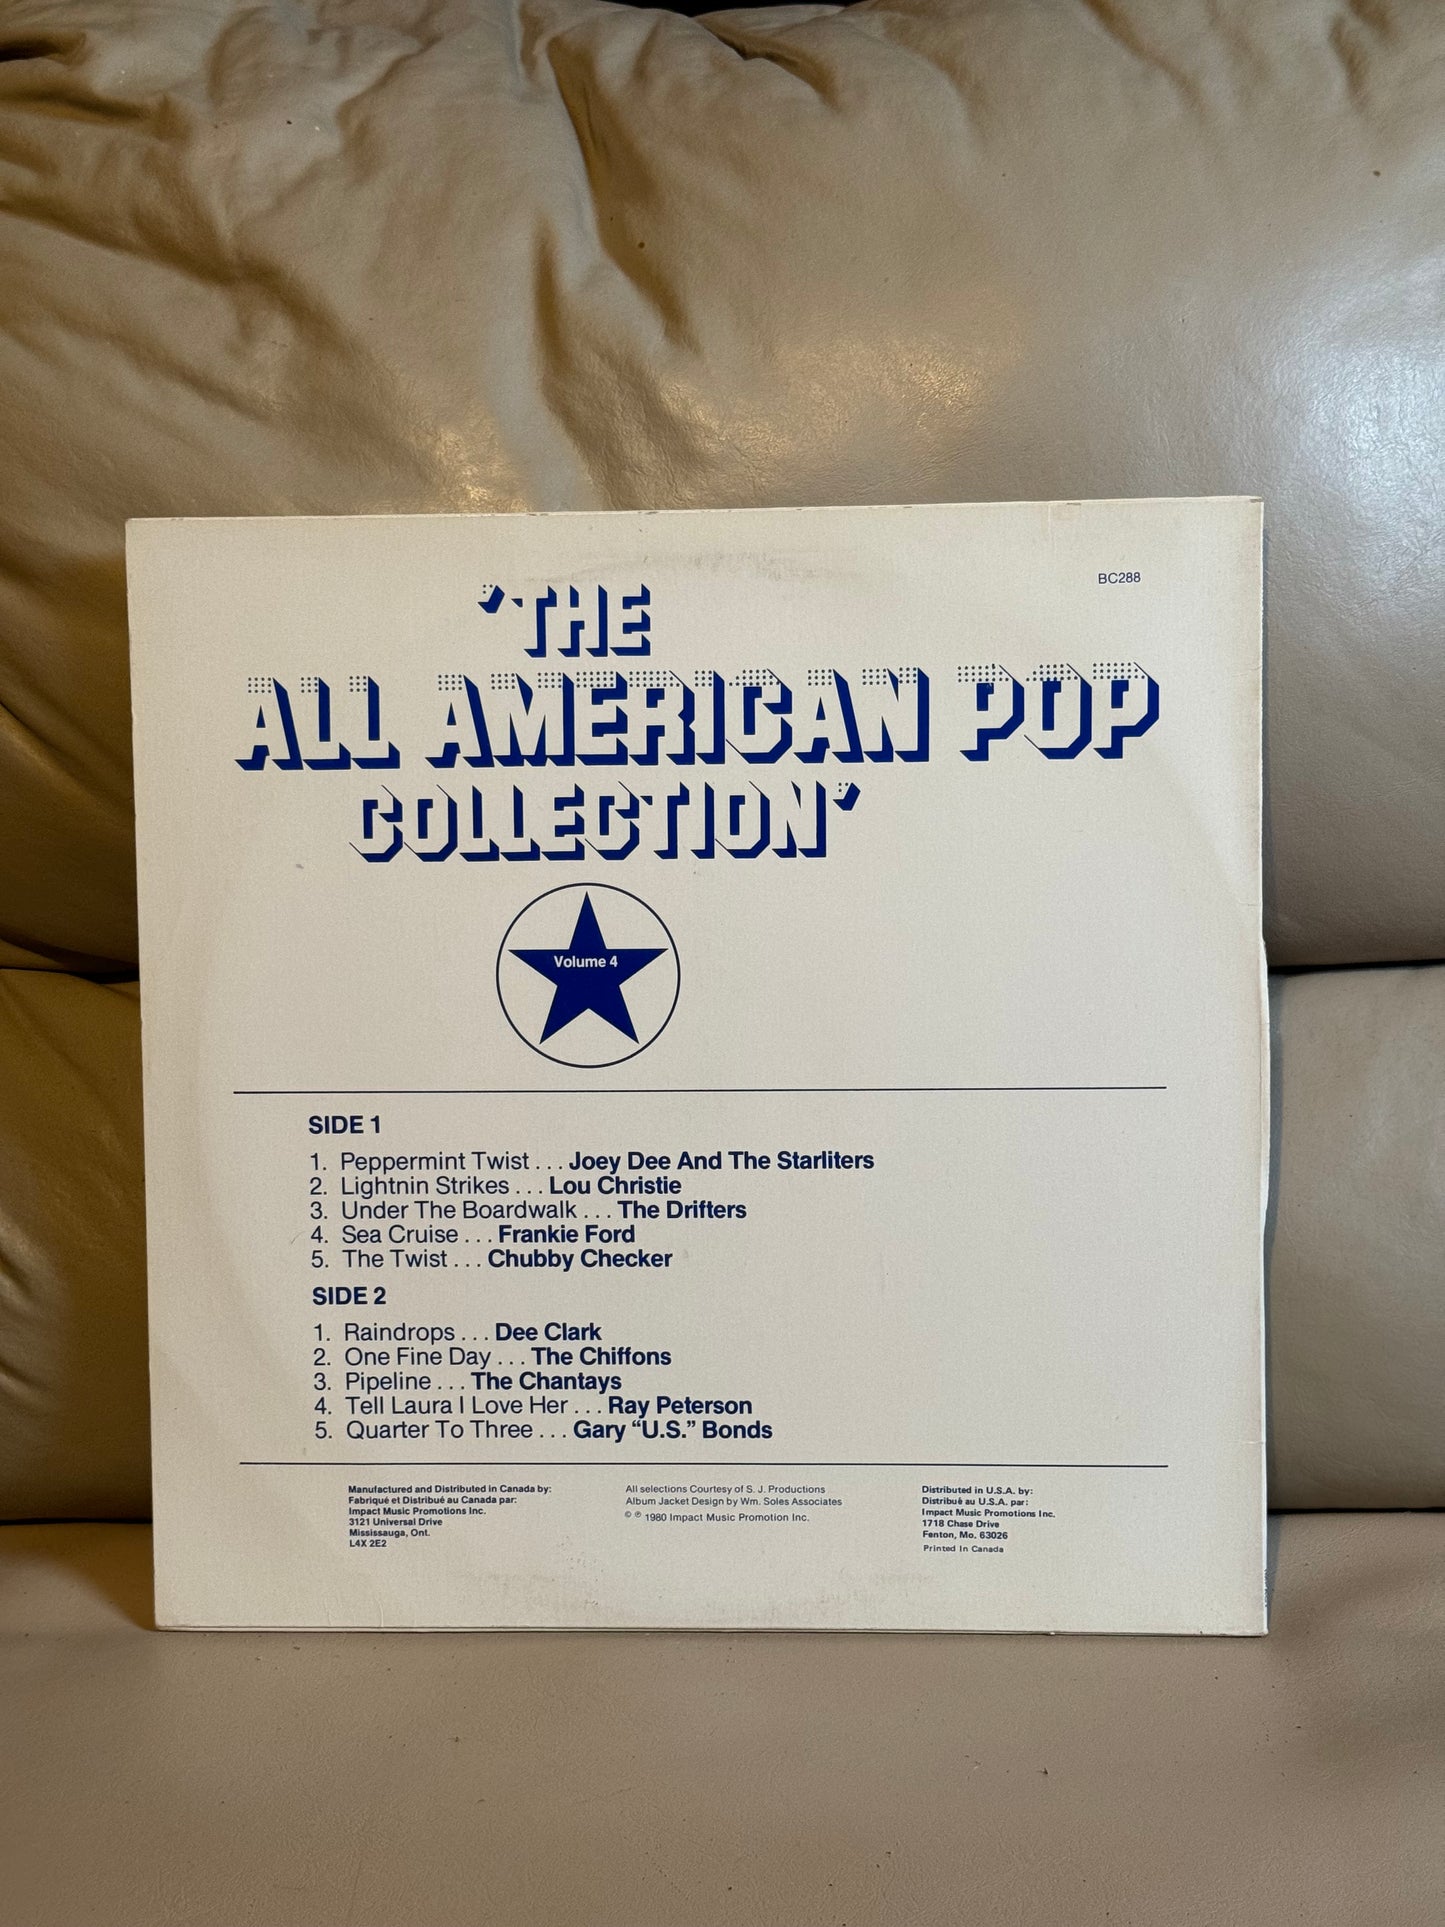 BC288
'THE
ALL AMERICAN POP
COLLECTION'
Volume 4
SIDE 1
1. Peppermint Twist . . . Joey Dee And The Starliters
2. Lightnin Strikes . . . Lou Christie
3. Under The Boardwalk . . . The Drifters
4. Sea Cruise . . . Frankie Ford
5. The Twist . . . Chubby Checker
SIDE 2
1. Raindrops . . . Dee Clark
2. One Fine Day . . . The Chiffons
3. Pipeline . . . The Chantays
4. Tell Laura I Love Her . . . Ray Peterson
5. Quarter To Three . . . Gary “U.S.” Bonds
Manufactured and Distributed in Canada by:
Fabriqué et Distribué au Canada par:
Impact Music Promotions Inc.
3121 Universal Drive
Mississauga, Ont.
L4X 2E2
All selections Courtesy of S. J. Productions
Album Jacket Design by Wm. Soles Associates
© ℗ 1980 Impact Music Promotion Inc.
Distributed in U.S.A. by:
Distribué au U.S.A. par:
Impact Music Promotions Inc.
1718 Chase Drive
Fenton, Mo. 63026
Printed In Canada